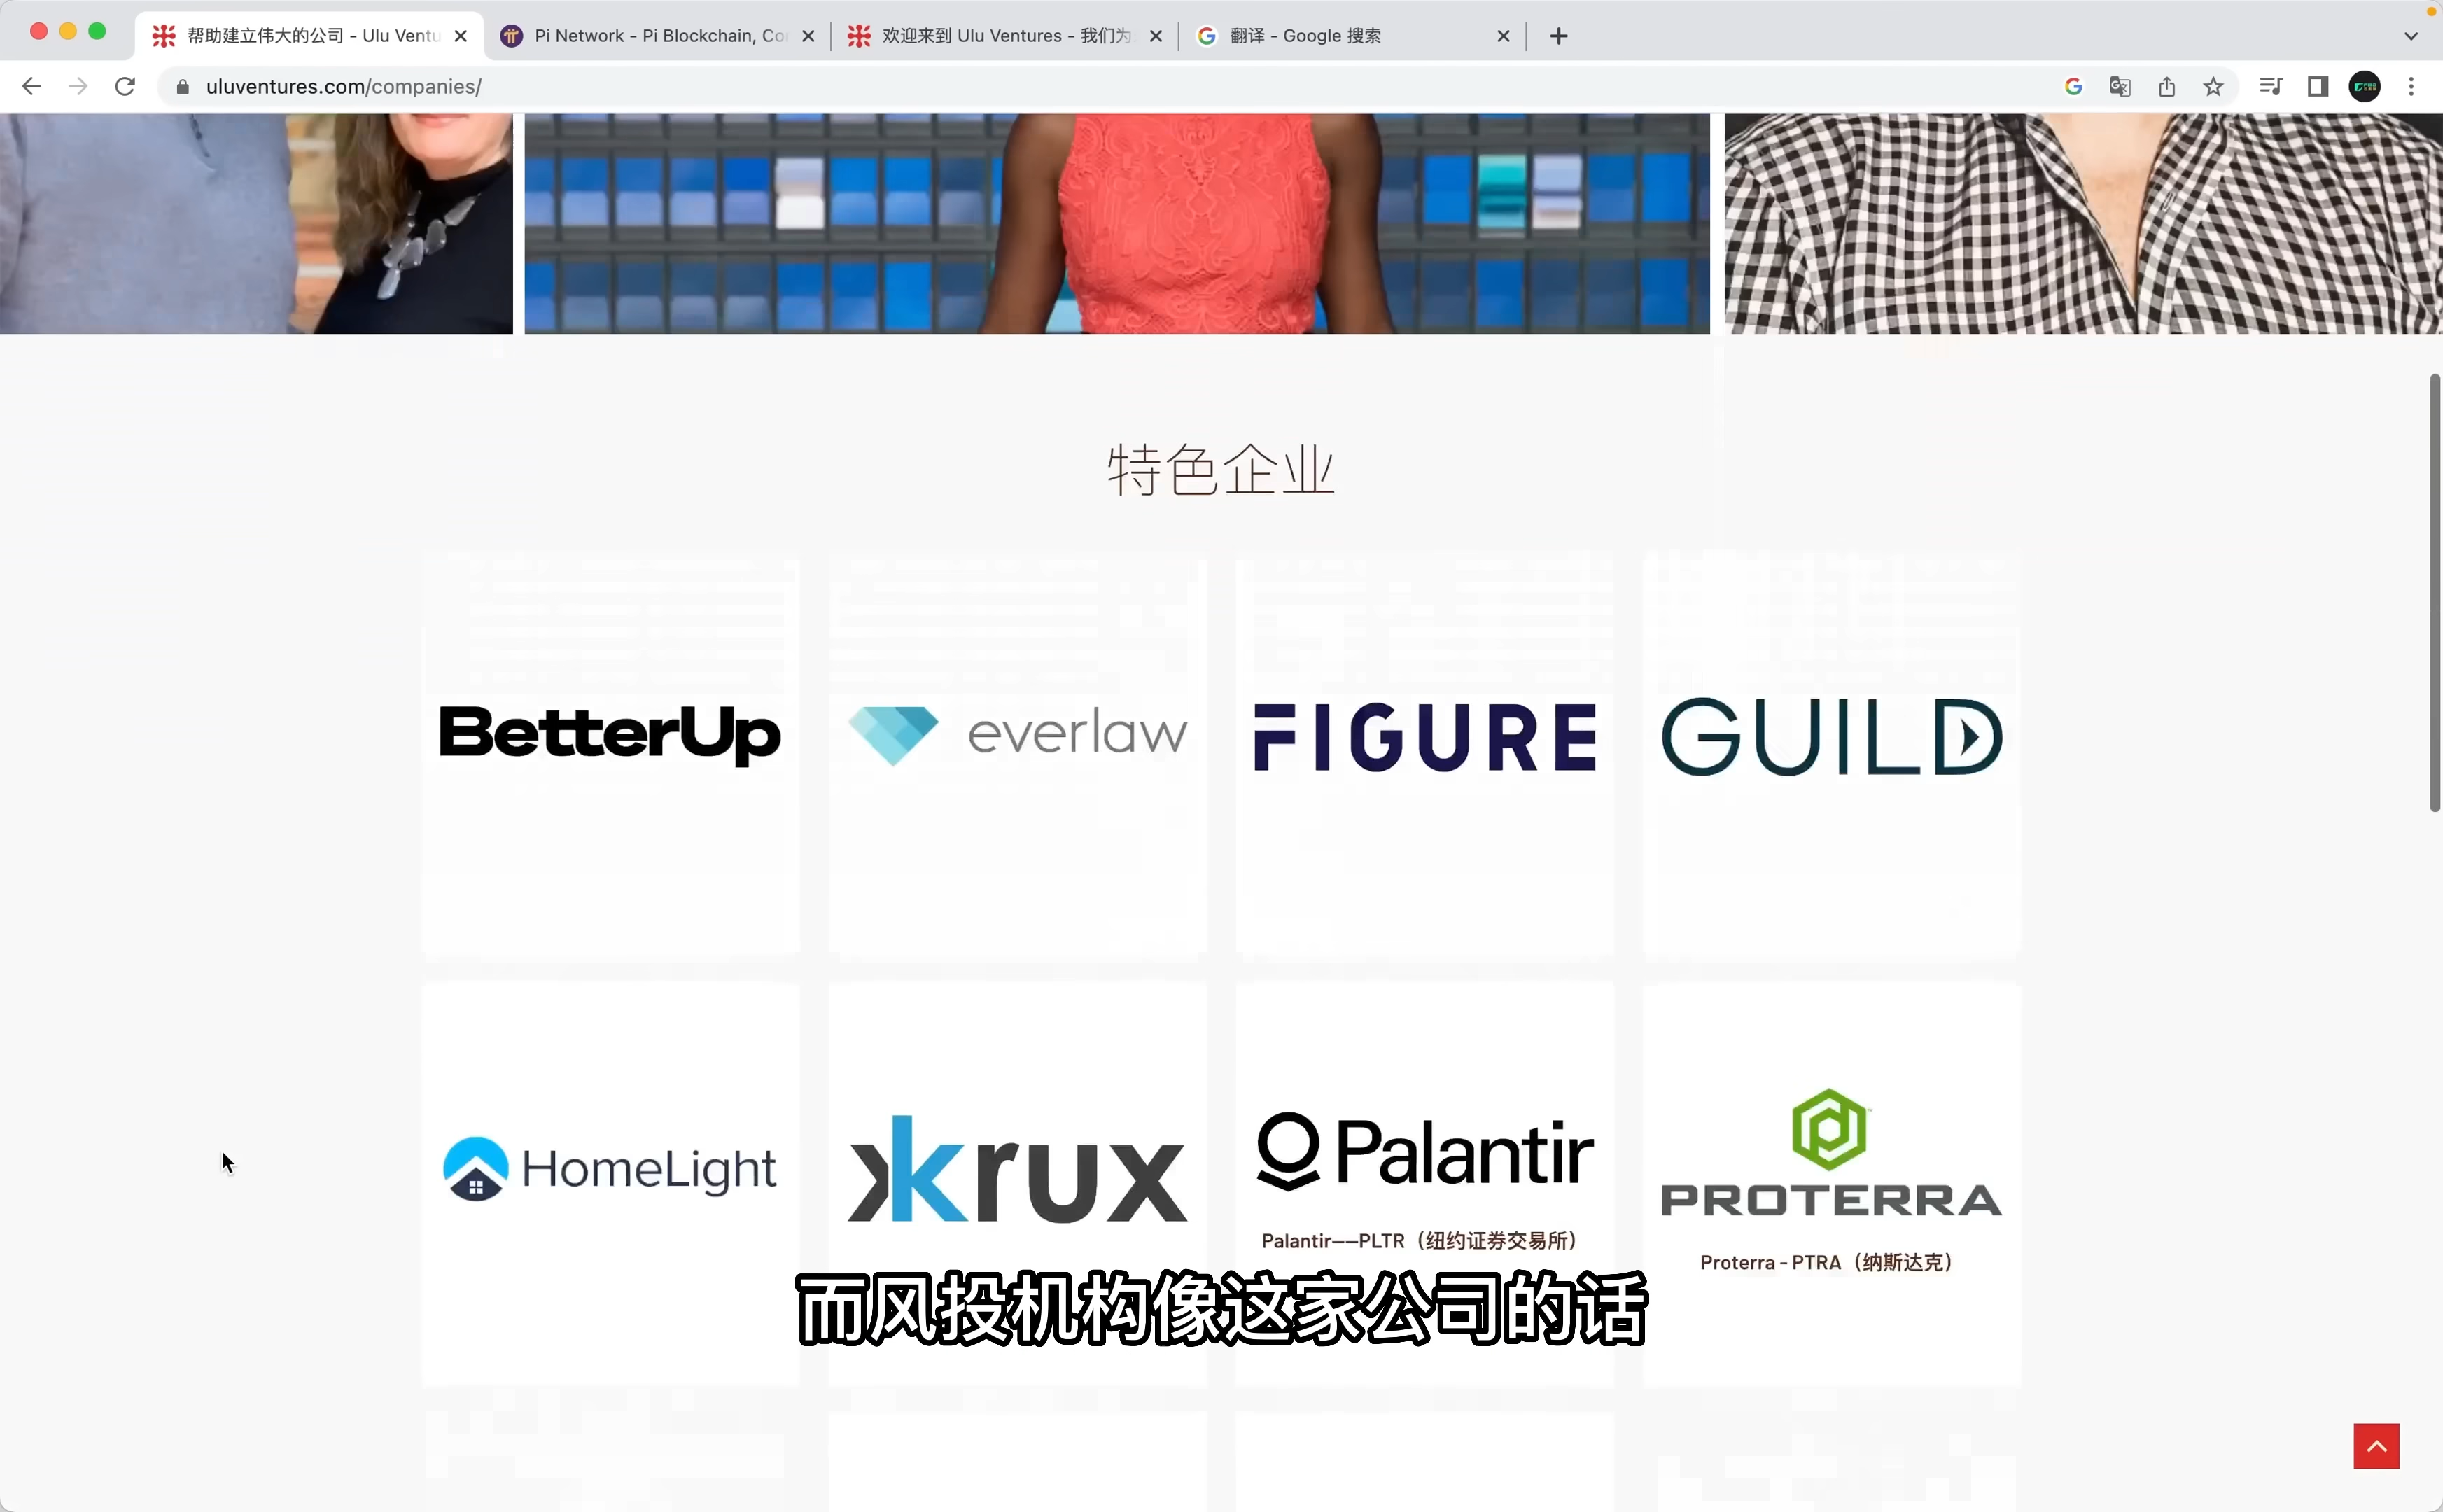 帮助建立伟大的公司 - Ulu Ventu
Pi Network - Pi Blockchain, Co
欢迎来到 Ulu Ventures - 我们为
翻译 - Google 搜索
uluventures.com/companies/
特色企业
BetterUp
everlaw
FIGURE
GUILD
HomeLight
krux
Palantir
PROTERRA
Palantir——PLTR（纽约证券交易所）
Proterra - PTRA（纳斯达克）
而风投机构像这家公司的话